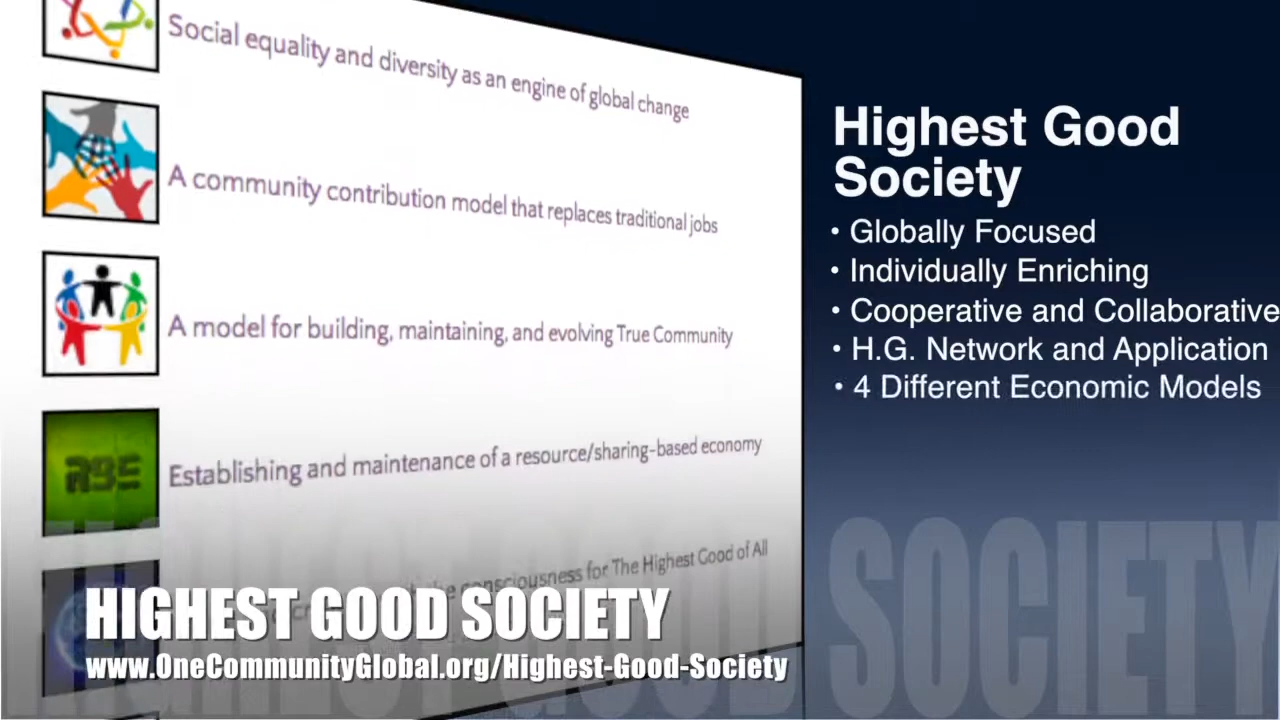 Social equality and diversity as an engine of global change
A community contribution model that replaces traditional jobs
A model for building, maintaining, and evolving True Community
RBE
Establishing and maintenance of a resource/sharing-based economy
consciousness for The Highest Good of All
Highest Good
Society
• Globally Focused
• Individually Enriching
• Cooperative and Collaborative
• H.G. Network and Application
• 4 Different Economic Models
HIGHEST GOOD SOCIETY
HIGHEST GOOD SOCIETY
www.OneCommunityGlobal.org/Highest-Good-Society